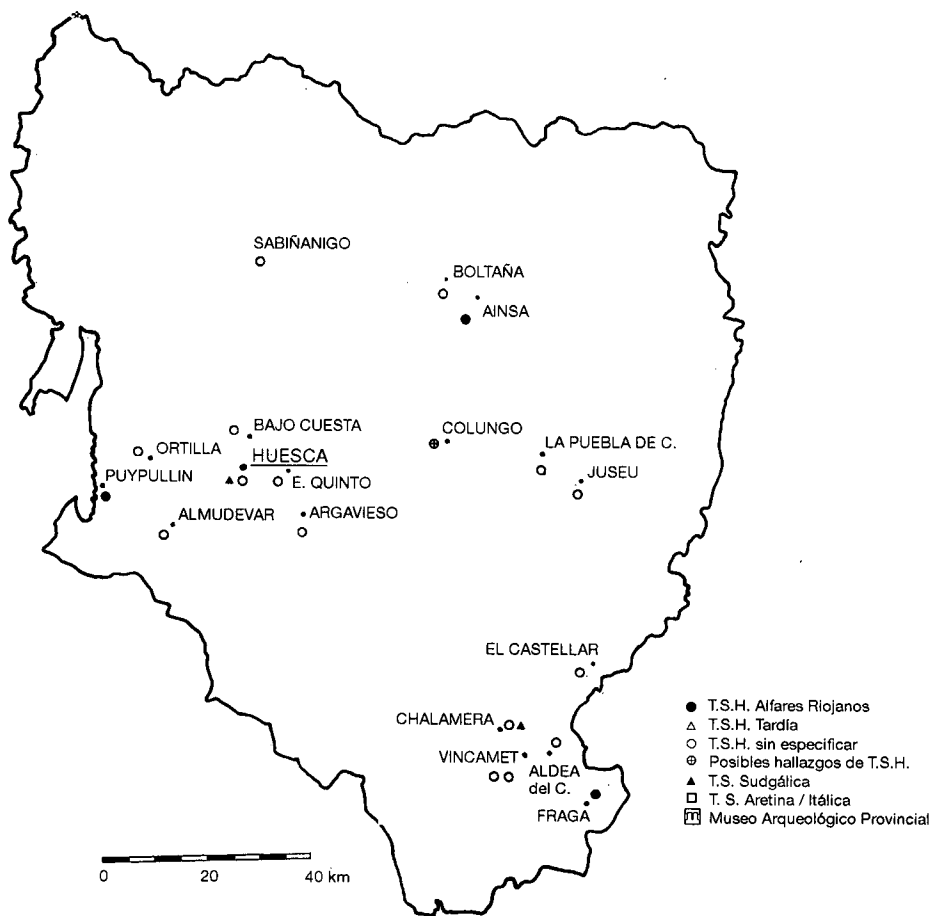 SABIÑANIGO
BOLTAÑA
AINSA
BAJO CUESTA
COLUNGO
LA PUEBLA DE C.
ORTILLA
HUESCA
JUSEU
PUYPULLIN
E. QUINTO
ALMUDEVAR
ARGAVIESO
EL CASTELLAR
CHALAMERA
VINCAMET
ALDEA
del C.
FRAGA
T.S.H. Alfares Riojanos
T.S.H. Tardía
T.S.H. sin especificar
Posibles hallazgos de T.S.H.
T.S. Sudgálica
T. S. Aretina / Itálica
M Museo Arqueológico Provincial
0 20 40 km